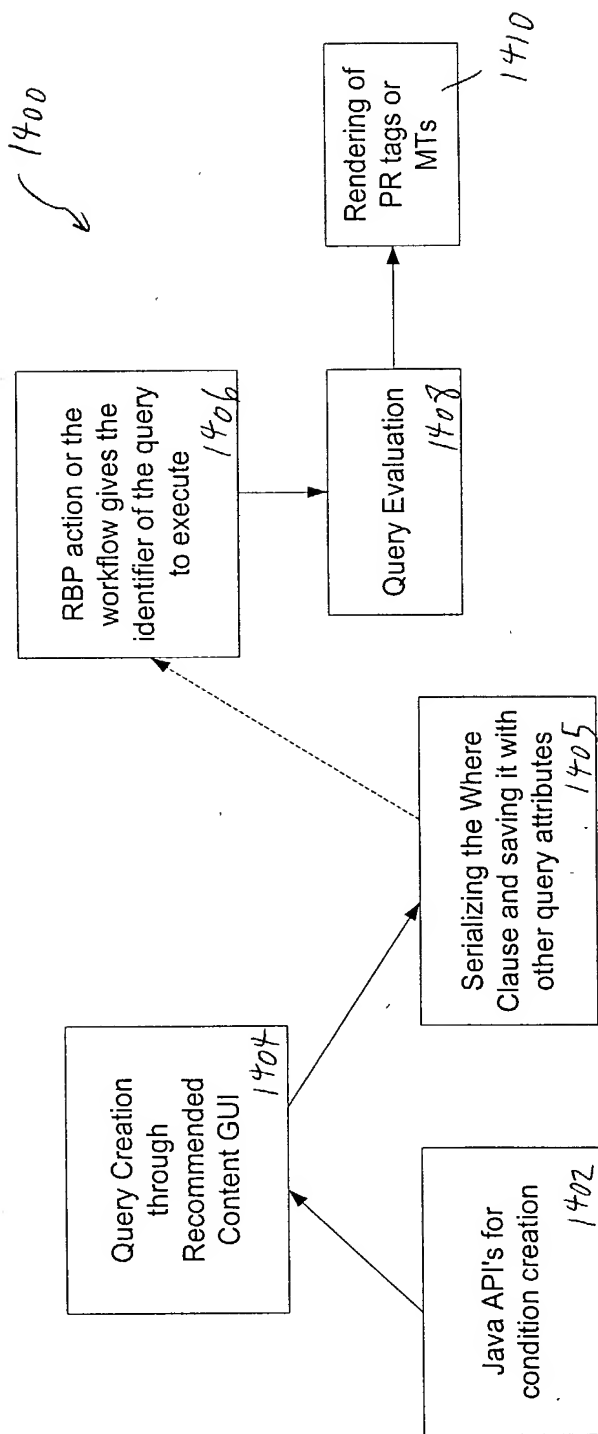 1400
Java API's for
condition creation
1402
Query Creation
through
Recommended
Content GUI
1404
Serializing the Where
Clause and saving it with
other query attributes
1405
RBP action or the
workflow gives the
identifier of the query
to execute
1406
Query Evaluation
1408
Rendering of
PR tags or
MTs
1410